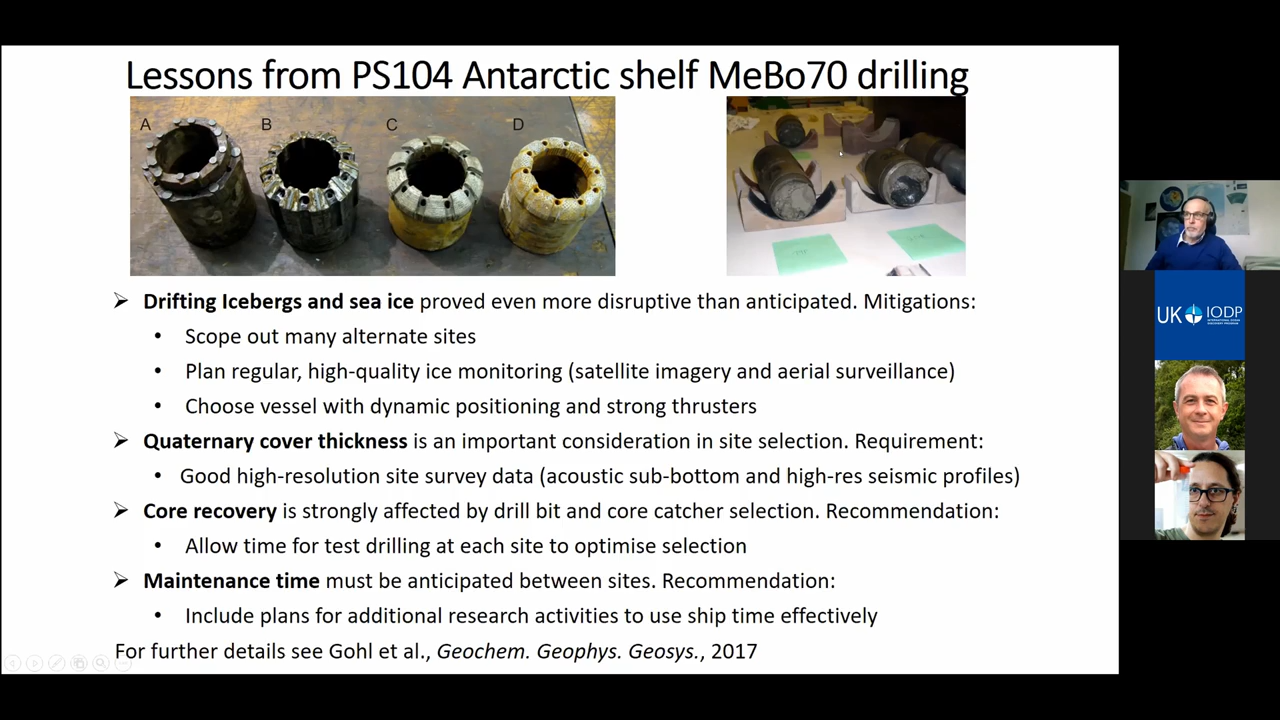 Lessons from PS104 Antarctic shelf MeBo70 drilling
A B C D
➢ Drifting Icebergs and sea ice proved even more disruptive than anticipated. Mitigations:
• Scope out many alternate sites
• Plan regular, high-quality ice monitoring (satellite imagery and aerial surveillance)
• Choose vessel with dynamic positioning and strong thrusters
➢ Quaternary cover thickness is an important consideration in site selection. Requirement:
• Good high-resolution site survey data (acoustic sub-bottom and high-res seismic profiles)
➢ Core recovery is strongly affected by drill bit and core catcher selection. Recommendation:
• Allow time for test drilling at each site to optimise selection
➢ Maintenance time must be anticipated between sites. Recommendation:
• Include plans for additional research activities to use ship time effectively
For further details see Gohl et al., Geochem. Geophys. Geosys., 2017
UK IODP